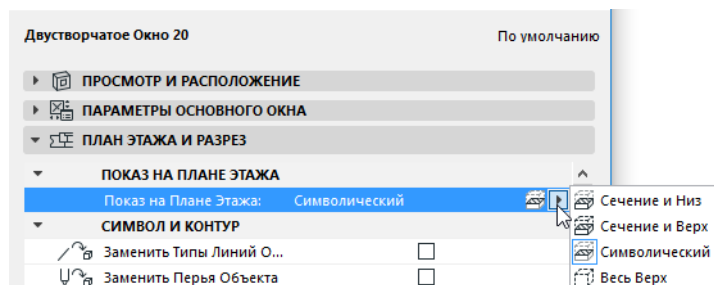 Двустворчатое Окно 20 По умолчанию
ПРОСМОТР И РАСПОЛОЖЕНИЕ
ПАРАМЕТРЫ ОСНОВНОГО ОКНА
ПЛАН ЭТАЖА И РАЗРЕЗ
ПОКАЗ НА ПЛАНЕ ЭТАЖА
Показ на Плане Этажа: Символический
СИМВОЛ И КОНТУР
Заменить Типы Линий О...
Заменить Перья Объекта
Сечение и Низ
Сечение и Верх
Символический
Весь Верх